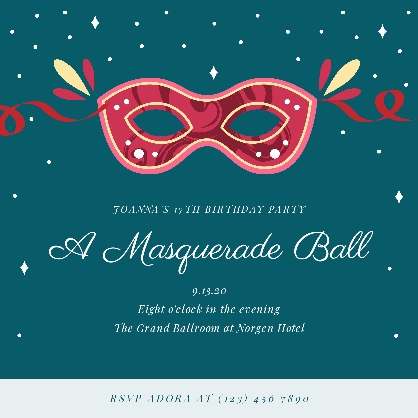 JOANNA'S 17TH BIRTHDAY PARTY
A Masquerade Ball
9.13.20
Eight o'clock in the evening
The Grand Ballroom at Norgen Hotel
RSVP ADORA AT (123) 456 7890